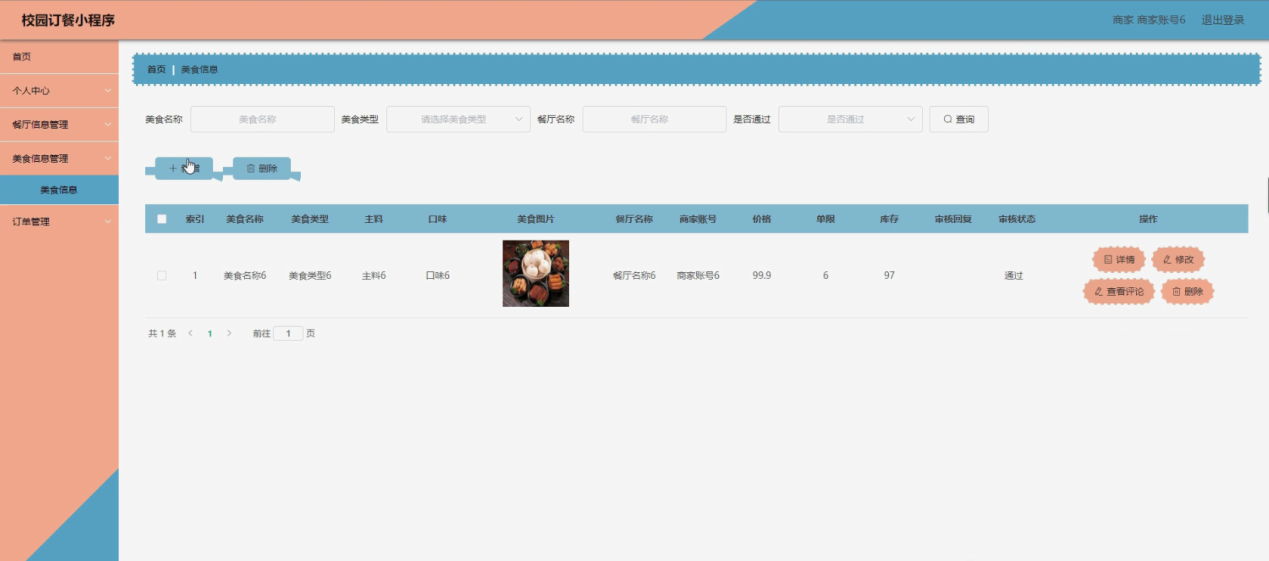 校园订餐小程序
商家 商家账号6 退出登录
首页
个人中心
餐厅信息管理
美食信息管理
美食信息
订单管理
首页 | 美食信息
美食名称 美食名称 美食类型 请选择美食类型 餐厅名称 餐厅名称 是否通过 是否通过 查询
+ 删除
索引 美食名称 美食类型 主料 口味 美食图片 餐厅名称 商家账号 价格 单限 库存 审核回复 审核状态 操作
1 美食名称6 美食类型6 主料6 口味6 餐厅名称6 商家账号6 99.9 6 97 通过 详情 修改
查看评论 删除
共 1 条 < 1 > 前往 1 页